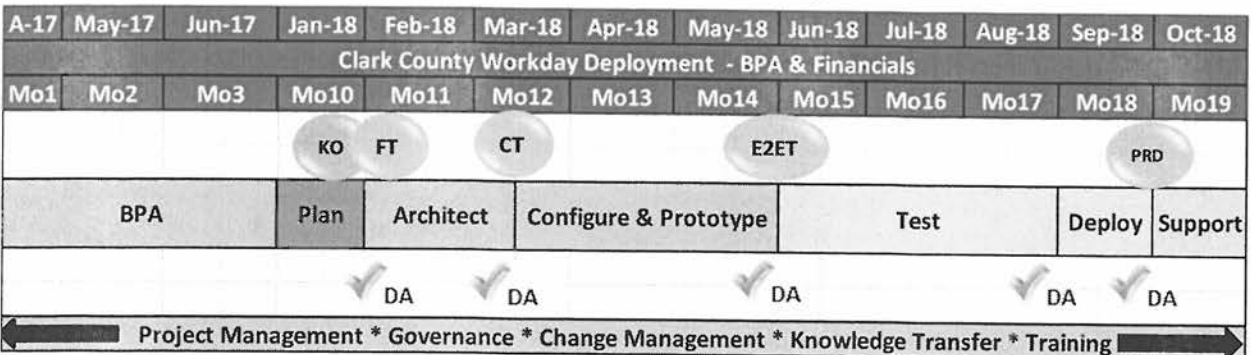 A-17 May-17 Jun-17 Jan-18 Feb-18 Mar-18 Apr-18 May-18 Jun-18 Jul-18 Aug-18 Sep-18 Oct-18
Clark County Workday Deployment - BPA & Financials
Mo1 Mo2 Mo3 Mo10 Mo11 Mo12 Mo13 Mo14 Mo15 Mo16 Mo17 Mo18 Mo19
KO FT CT E2ET PRD
BPA Plan Architect Configure & Prototype Test Deploy Support
DA DA DA DA DA
Project Management * Governance * Change Management * Knowledge Transfer * Training